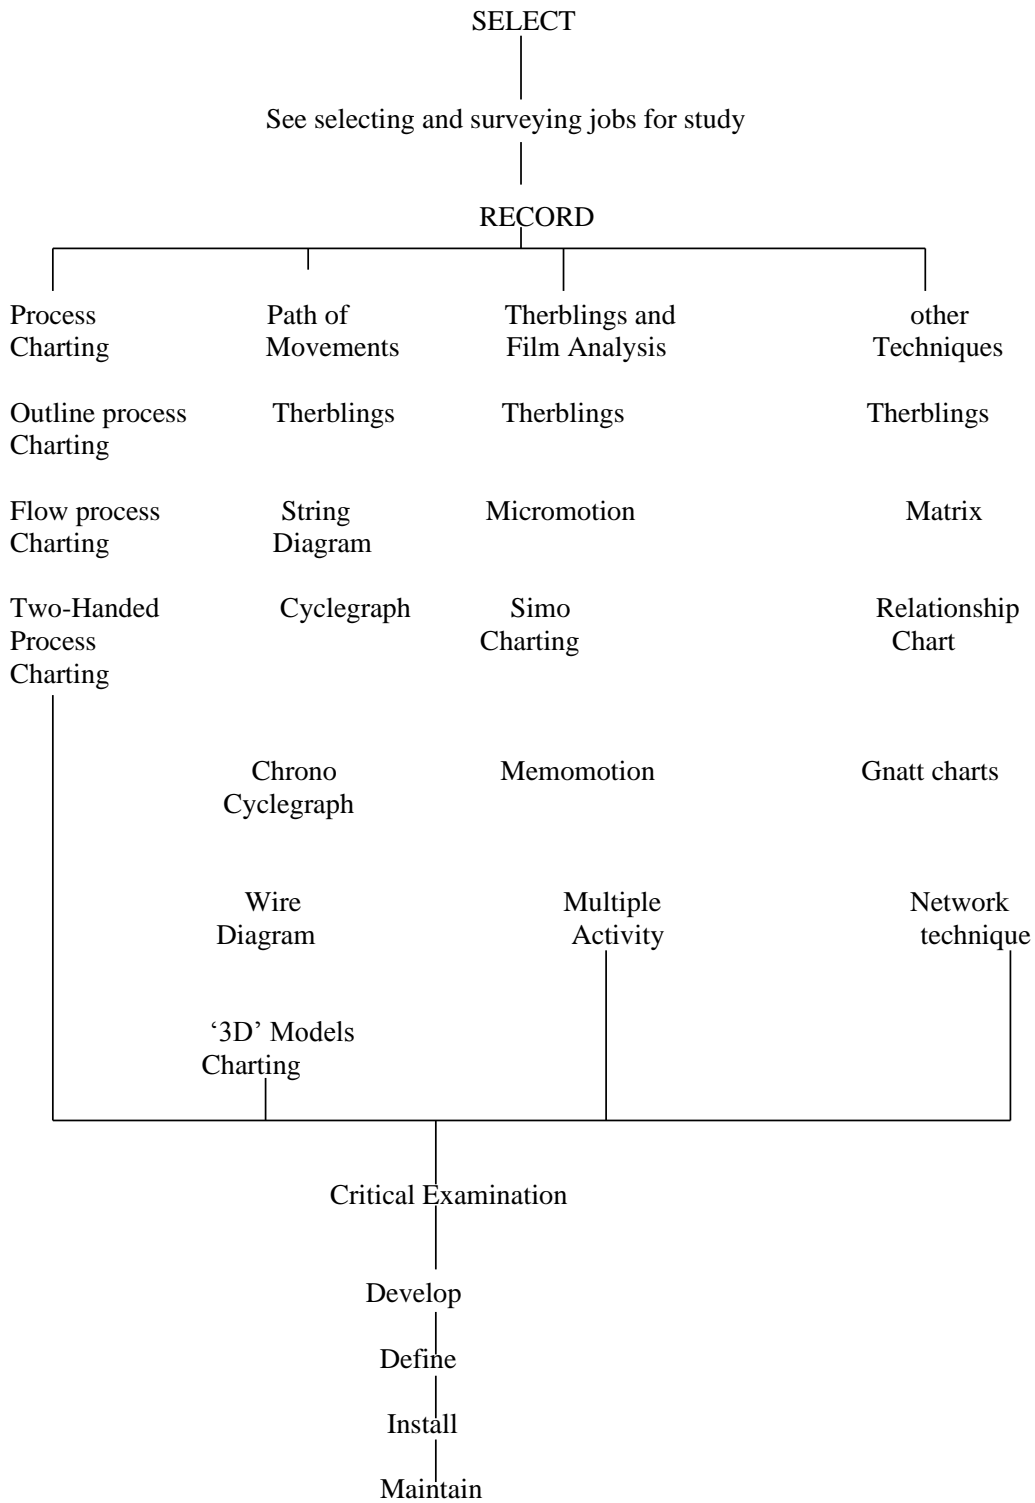 SELECT
See selecting and surveying jobs for study
RECORD
Process
Charting
Path of
Movements
Therblings and
Film Analysis
other
Techniques
Outline process
Charting
Therblings
Therblings
Therblings
Flow process
Charting
String
Diagram
Micromotion
Matrix
Two-Handed
Process
Charting
Cyclegraph
Simo
Charting
Relationship
Chart
Chrono
Cyclegraph
Memomotion
Gnatt charts
Wire
Diagram
Multiple
Activity
Network
technique
‘3D’ Models
Charting
Critical Examination
Develop
Define
Install
Maintain